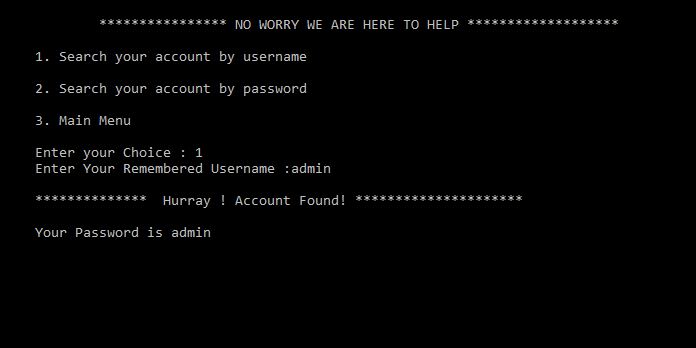 **************** NO WORRY WE ARE HERE TO HELP *******************
1. Search your account by username
2. Search your account by password
3. Main Menu
Enter your Choice : 1
Enter Your Remembered Username :admin
**************  Hurray ! Account Found! *********************
Your Password is admin